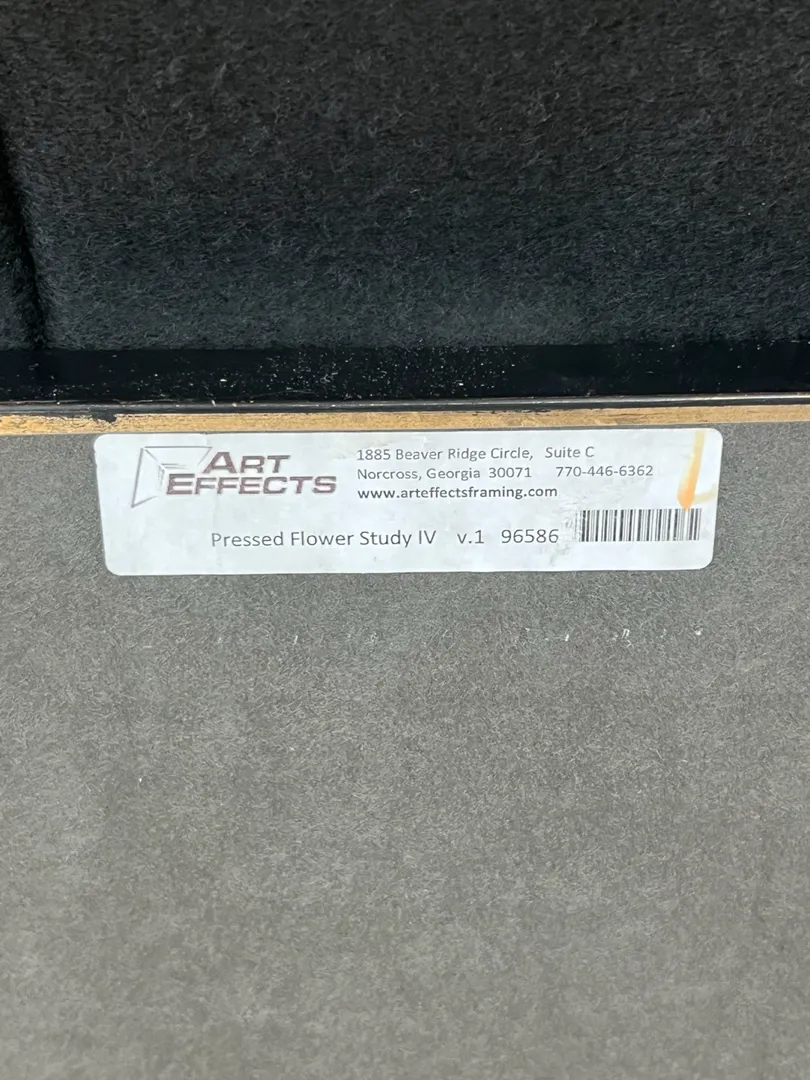 ART
EFFECTS
1885 Beaver Ridge Circle, Suite C
Norcross, Georgia 30071 770-446-6362
www.arteffectsframing.com
Pressed Flower Study IV v.1 96586